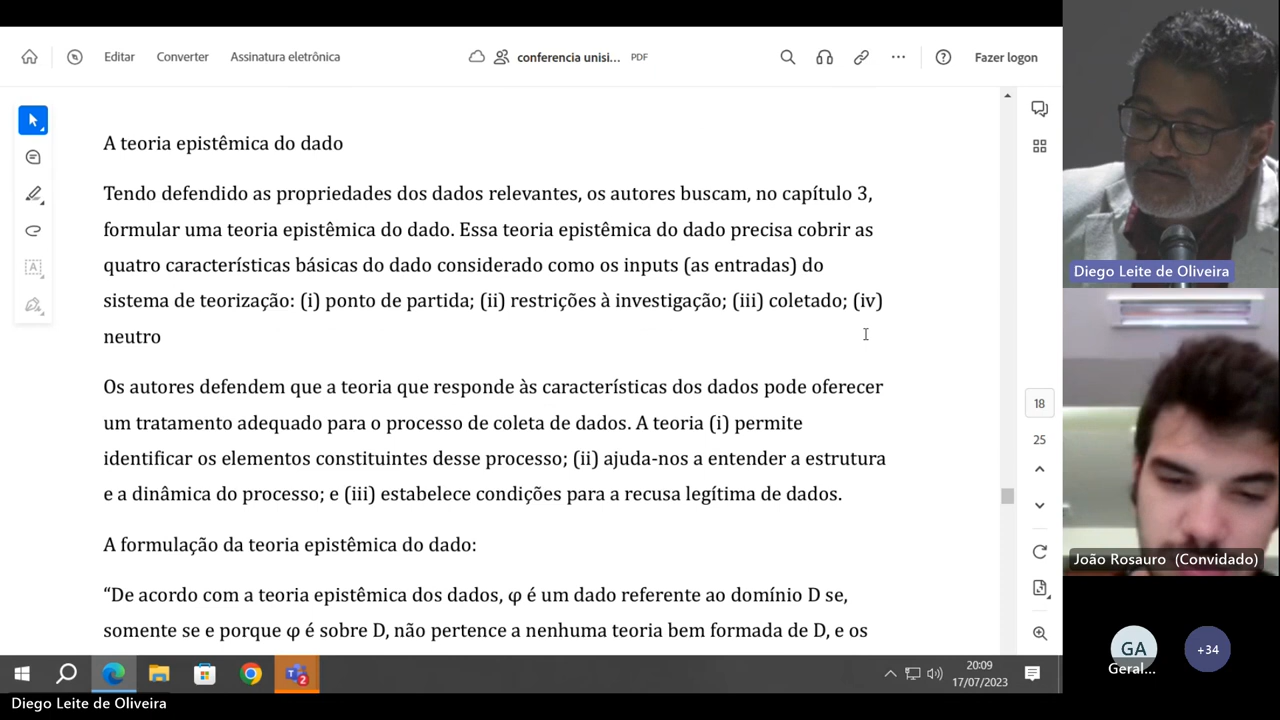 Editar
Converter
Assinatura eletrônica
conferencia unisi...
PDF
Fazer logon
A teoria epistêmica do dado
Tendo defendido as propriedades dos dados relevantes, os autores buscam, no capítulo 3,
formular uma teoria epistêmica do dado. Essa teoria epistêmica do dado precisa cobrir as
quatro características básicas do dado considerado como os inputs (as entradas) do
sistema de teorização: (i) ponto de partida; (ii) restrições à investigação; (iii) coletado; (iv)
neutro
Os autores defendem que a teoria que responde às características dos dados pode oferecer
um tratamento adequado para o processo de coleta de dados. A teoria (i) permite
identificar os elementos constituintes desse processo; (ii) ajuda-nos a entender a estrutura
e a dinâmica do processo; e (iii) estabelece condições para a recusa legítima de dados.
A formulação da teoria epistêmica do dado:
“De acordo com a teoria epistêmica dos dados, φ é um dado referente ao domínio D se,
somente se e porque φ é sobre D, não pertence a nenhuma teoria bem formada de D, e os
18
25
Diego Leite de Oliveira
João Rosauro (Convidado)
GA
Geral...
+34
2
20:09
17/07/2023
Diego Leite de Oliveira